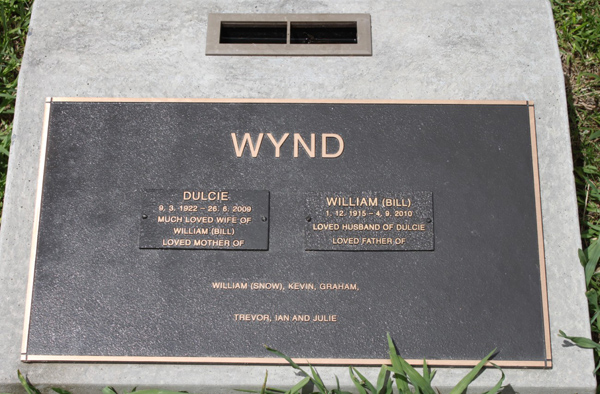 WYND
DULCIE
9. 3. 1922 – 26. 6. 2009
MUCH LOVED WIFE OF
WILLIAM (BILL)
LOVED MOTHER OF
WILLIAM (BILL)
1. 12. 1915 – 4. 9. 2010
LOVED HUSBAND OF DULCIE
LOVED FATHER OF
WILLIAM (SNOW), KEVIN, GRAHAM,
TREVOR, IAN AND JULIE